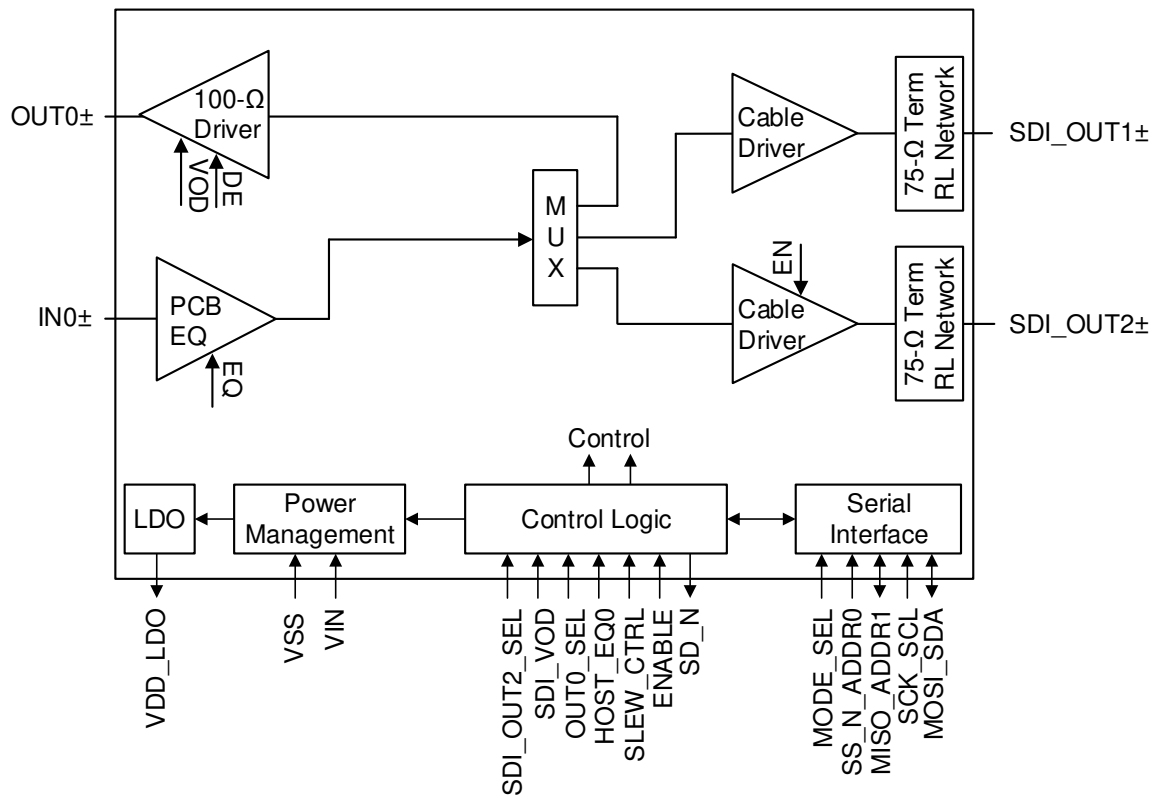 OUT0±
100-Ω
Driver
VOD
DE
M
U
X
Cable
Driver
75-Ω Term
RL Network
SDI_OUT1±
IN0±
PCB
EQ
EQ
EN
Cable
Driver
75-Ω Term
RL Network
SDI_OUT2±
Control
LDO
Power
Management
Control Logic
Serial
Interface
VDD_LDO
VSS
VIN
SDI_OUT2_SEL
SDI_VOD
OUT0_SEL
HOST_EQ0
SLEW_CTRL
ENABLE
SD_N
MODE_SEL
SS_N_ADDR0
MISO_ADDR1
SCK_SCL
MOSI_SDA